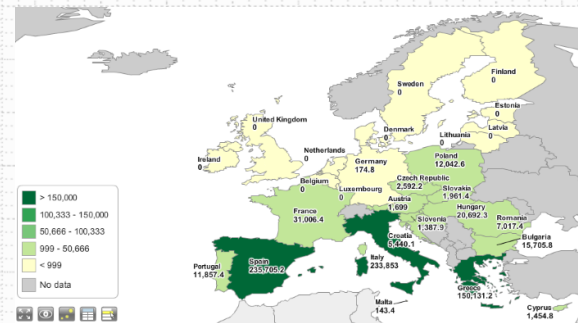 Finland
0
Sweden
0
Estonia
0
United Kingdom
0
Denmark
0
Latvia
0
Lithuania
0
Netherlands
0
Ireland
0
Germany
174.8
Poland
12,042.6
Belgium
0
Luxembourg
0
Czech Republic
2,592.2
Slovakia
1,961.4
Austria
1,699
France
31,006.4
Hungary
20,692.3
Slovenia
1,387.9
Romania
7,017.4
Croatia
5,440.1
Bulgaria
15,705.8
Spain
235,705.2
Italy
233,853
Portugal
11,857.4
Greece
150,131.2
Malta
143.4
Cyprus
1,454.8
> 150,000
100,333 - 150,000
50,666 - 100,333
999 - 50,666
< 999
No data